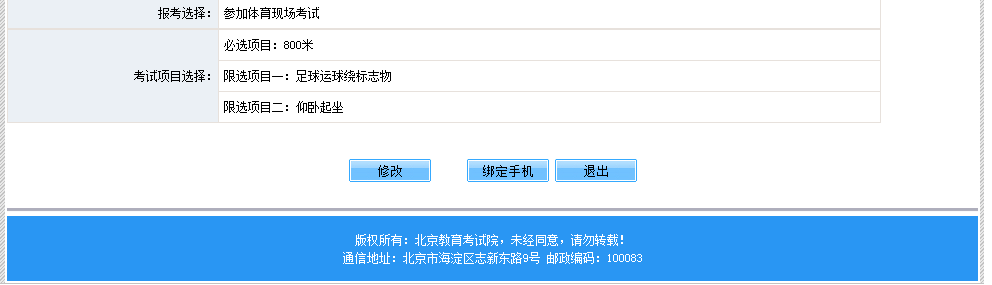 报考选择： 参加体育现场考试
必选项目：800米
考试项目选择： 限选项目一：足球运球绕标志物
限选项目二：仰卧起坐
修改 绑定手机 退出
版权所有：北京教育考试院，未经同意，请勿转载！
通信地址：北京市海淀区志新东路9号 邮政编码：100083